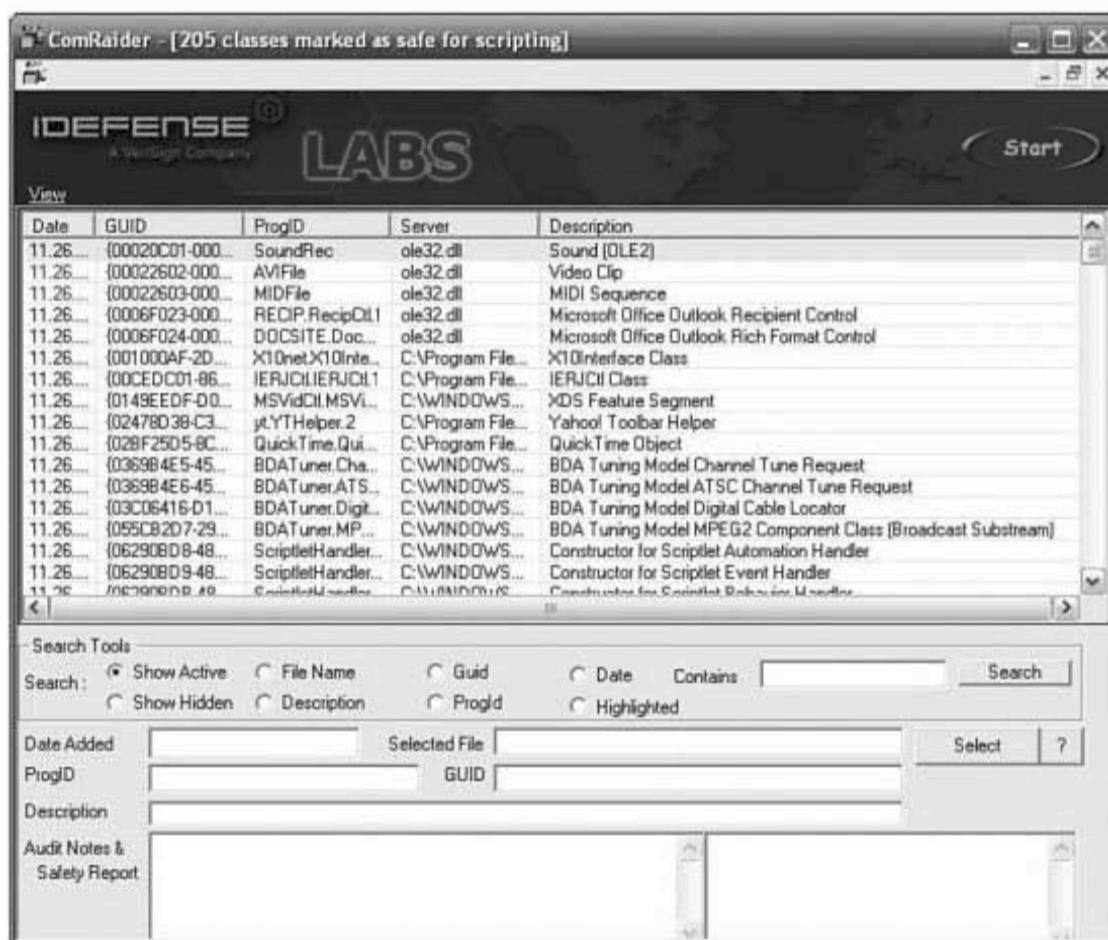 ComRaider - [205 classes marked as safe for scripting]
IDEFENSE
A VeriSign Company
LABS
Start
View
Date GUID ProgID Server Description
11.26.... {00020C01-000... SoundRec ole32.dll Sound (OLE2)
11.26.... {00022602-000... AVIFile ole32.dll Video Clip
11.26.... {00022603-000... MIDFile ole32.dll MIDI Sequence
11.26.... {0006F023-000... RECIP.RecipCtl.1 ole32.dll Microsoft Office Outlook Recipient Control
11.26.... {0006F024-000... DOCSITE.Doc... ole32.dll Microsoft Office Outlook Rich Format Control
11.26.... {001000AF-2D... X10net.X10Inte... C:\Program File... X10Interface Class
11.26.... {00CEDC01-86... IERJCtl.IERJCtl.1 C:\Program File... IERJCtl Class
11.26.... {0149EEDF-D0... MSVidCtl.MSVi... C:\WINDOWS... XDS Feature Segment
11.26.... {02478D38-C3... yt.YTHelper.2 C:\Program File... Yahoo! Toolbar Helper
11.26.... {028F25D5-8C... QuickTime.Qui... C:\Program File... QuickTime Object
11.26.... {0369B4E5-45... BDATuner.Cha... C:\WINDOWS... BDA Tuning Model Channel Tune Request
11.26.... {0369B4E6-45... BDATuner.ATS... C:\WINDOWS... BDA Tuning Model ATSC Channel Tune Request
11.26.... {03C06416-D1... BDATuner.Digit... C:\WINDOWS... BDA Tuning Model Digital Cable Locator
11.26.... {055CB2D7-29... BDATuner.MP... C:\WINDOWS... BDA Tuning Model MPEG2 Component Class (Broadcast Substream)
11.26.... {06290BD8-48... ScriptletHandler... C:\WINDOWS... Constructor for Scriptlet Automation Handler
11.26.... {06290BD9-48... ScriptletHandler... C:\WINDOWS... Constructor for Scriptlet Event Handler
Search Tools
Search : Show Active File Name Guid Date Contains Search
Show Hidden Description ProgId Highlighted
Date Added Selected File Select ?
ProgID GUID
Description
Audit Notes &
Safety Report